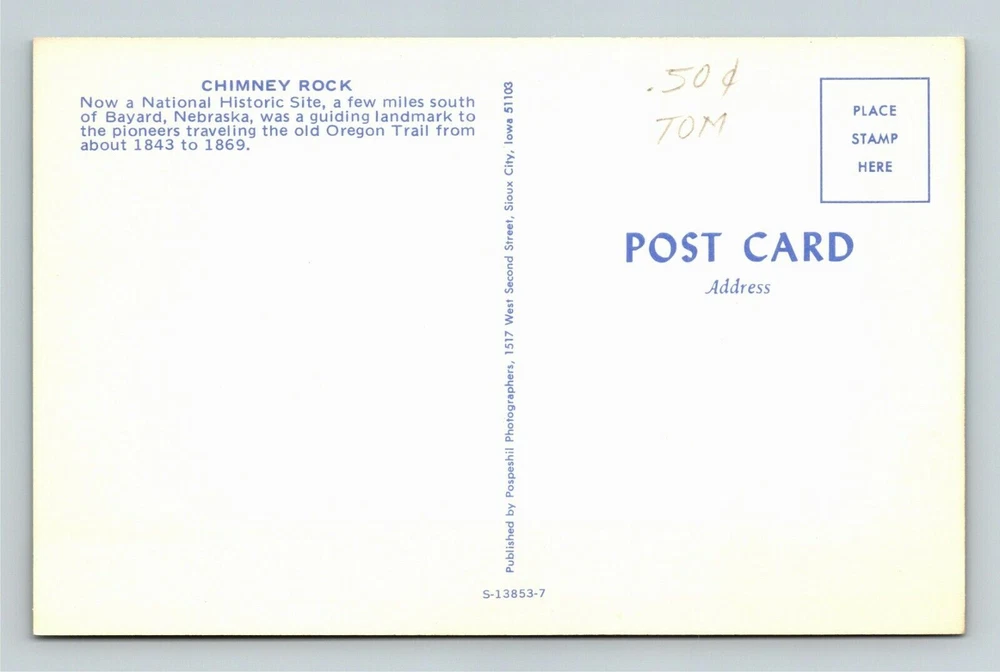 CHIMNEY ROCK
Now a National Historic Site, a few miles south
of Bayard, Nebraska, was a guiding landmark to
the pioneers traveling the old Oregon Trail from
about 1843 to 1869.
Published by Pospeshil Photographers, 1517 West Second Street, Sioux City, Iowa 51103
S-13853-7
.50¢
TOM
PLACE
STAMP
HERE
POST CARD
Address